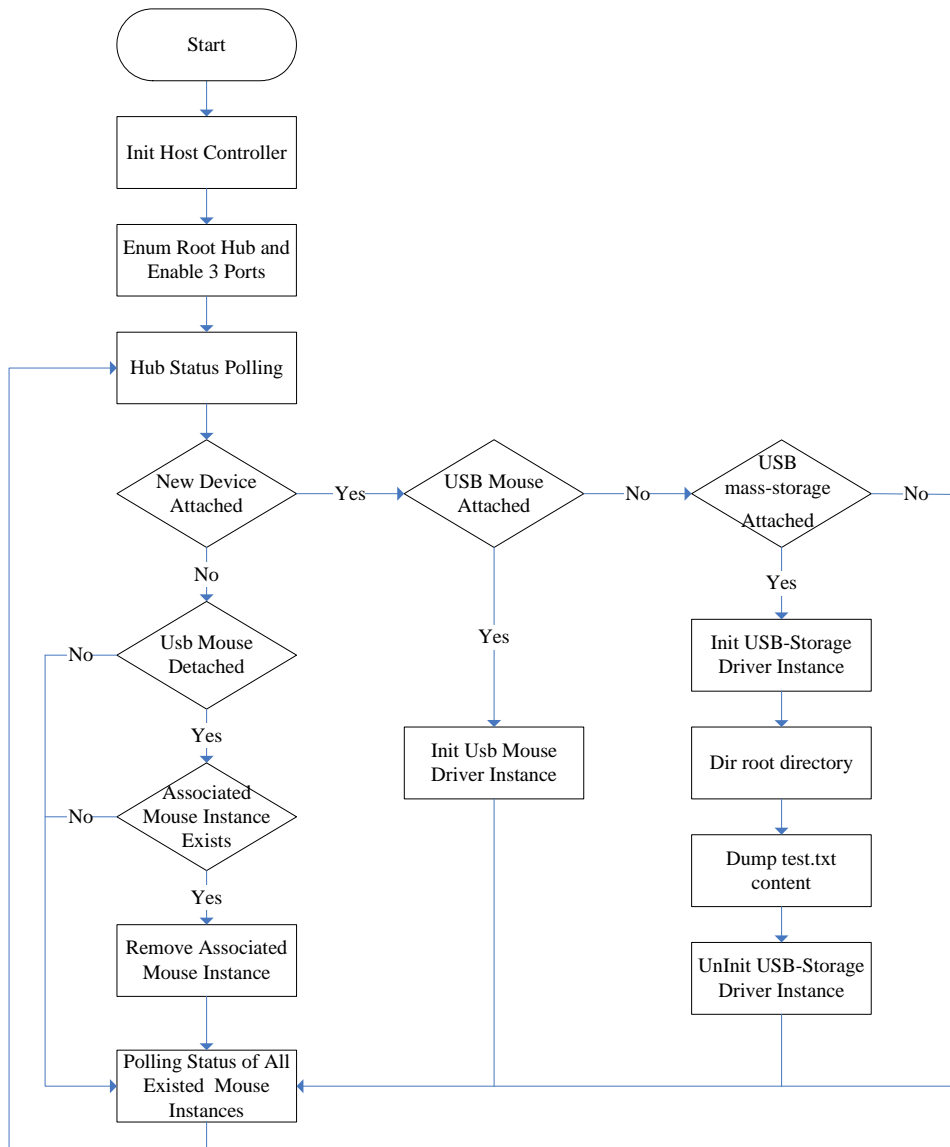 Start
Init Host Controller
Enum Root Hub and
Enable 3 Ports
Hub Status Polling
New Device
Attached
Yes
USB Mouse
Attached
No
USB
mass-storage
Attached
No
No
Yes
Yes
Usb Mouse
Detached
No
Init USB-Storage
Driver Instance
Yes
Init Usb Mouse
Driver Instance
Dir root directory
Associated
Mouse Instance
Exists
No
Dump test.txt
content
Yes
Remove Associated
Mouse Instance
UnInit USB-Storage
Driver Instance
Polling Status of All
Existed Mouse
Instances